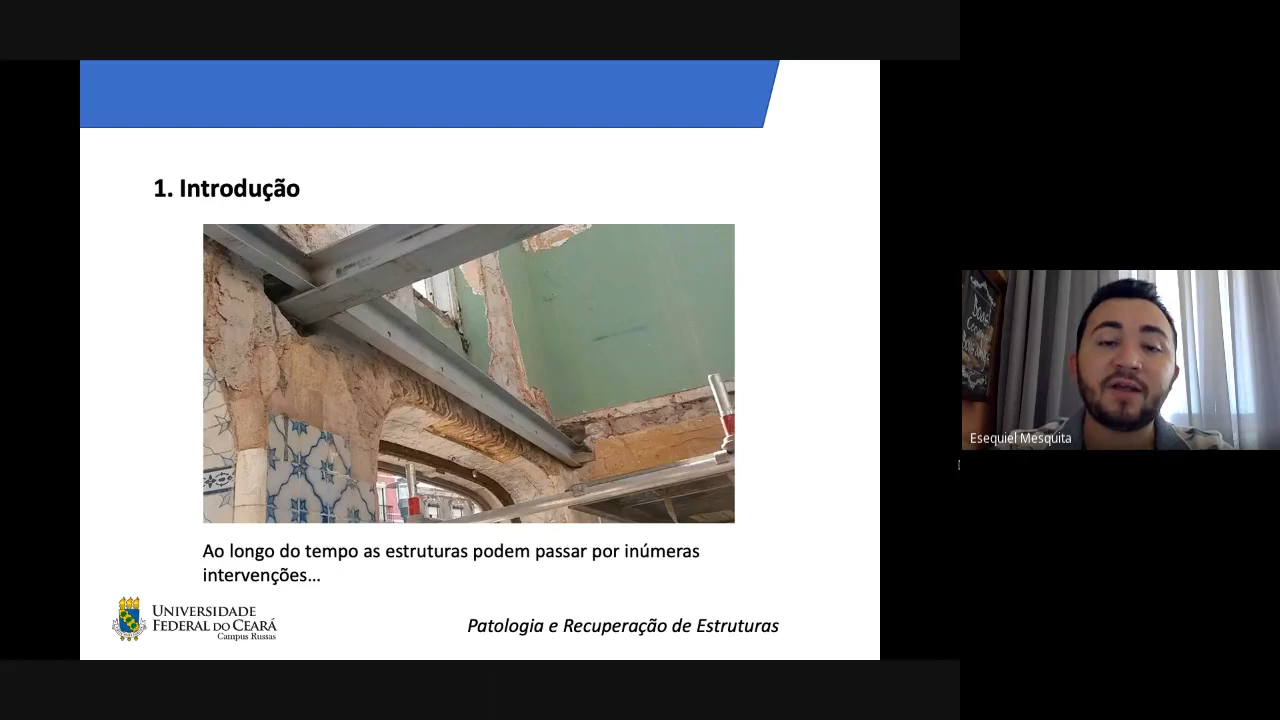 1. Introdução
Ao longo do tempo as estruturas podem passar por inúmeras
intervenções...
UNIVERSIDADE
FEDERAL DO CEARÁ
Campus Russas
Patologia e Recuperação de Estruturas
Esequiel Mesquita